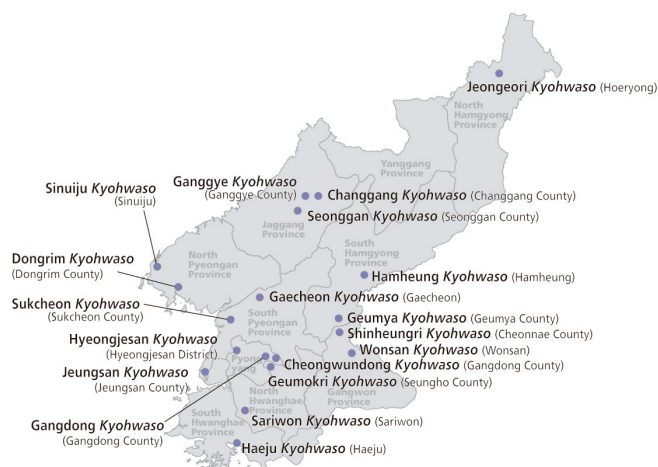 Jeongeori Kyohwaso (Hoeryong)
North
Hamgyong
Province
Yanggang
Province
Ganggye Kyohwaso
(Ganggye County)
Changgang Kyohwaso (Changgang County)
Seonggan Kyohwaso (Seonggan County)
Jaggang
Province
Sinuiju Kyohwaso
(Sinuiju)
North
Pyeongan
Province
South
Hamgyong
Province
Dongrim Kyohwaso
(Dongrim County)
Hamheung Kyohwaso (Hamheung)
Gaecheon Kyohwaso (Gaecheon)
Sukcheon Kyohwaso
(Sukcheon County)
South
Pyeongan
Province
Geumya Kyohwaso (Geumya County)
Shinheungri Kyohwaso (Cheonnae County)
Hyeongjesan Kyohwaso
(Hyeongjesan District)
Pyong
yang
Wonsan Kyohwaso (Wonsan)
Cheongwundong Kyohwaso (Gangdong County)
Jeungsan Kyohwaso
(Jeungsan County)
Geumokri Kyohwaso (Seungho County)
North
Hwanghae
Province
Gangwon
Province
Gangdong Kyohwaso
(Gangdong County)
South
Hwanghae
Province
Sariwon Kyohwaso (Sariwon)
Haeju Kyohwaso (Haeju)